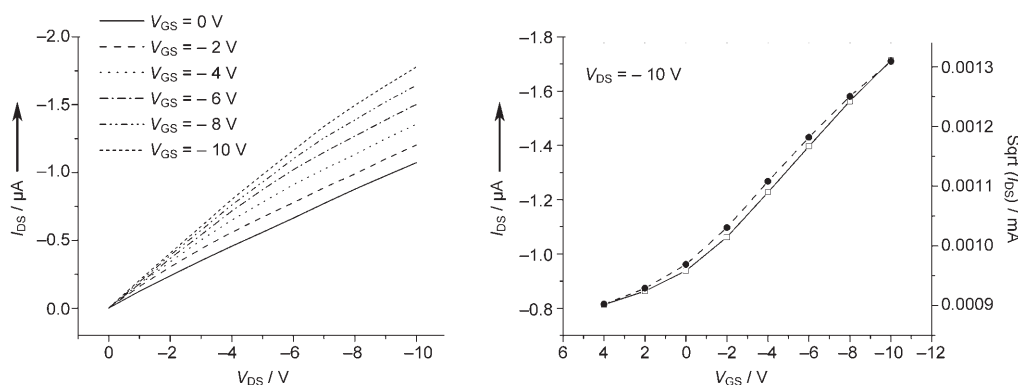 V_GS = 0 V
V_GS = – 2 V
V_GS = – 4 V
V_GS = – 6 V
V_GS = – 8 V
V_GS = – 10 V
–2.0
–1.5
–1.0
–0.5
0.0
I_DS / µA
0 –2 –4 –6 –8 –10
V_DS / V
V_DS = – 10 V
–1.8
–1.6
–1.4
–1.2
–1.0
–0.8
I_DS / µA
6 4 2 0 –2 –4 –6 –8 –10 –12
V_GS / V
0.0013
0.0012
0.0011
0.0010
0.0009
Sqrt (I_DS) / mA